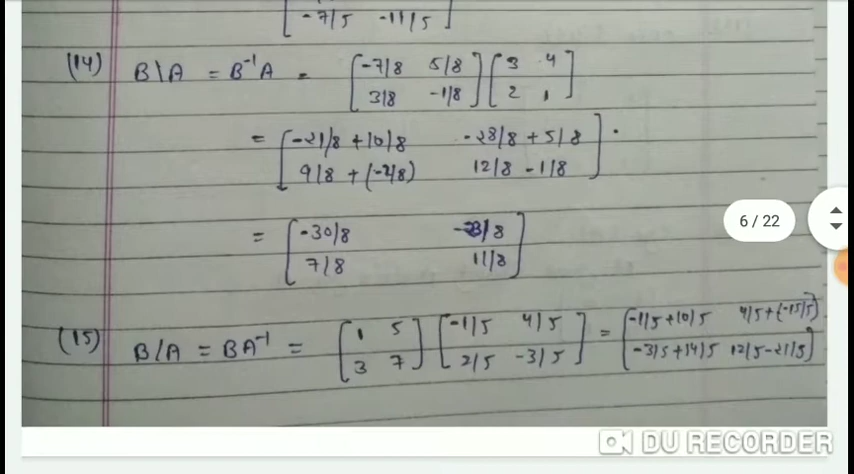 [-7/5 -11/5]
(14) B\A = B⁻¹A = [-7/8 5/8 [3 4
3/8 -1/8] 2 1]
= [-21/8 +10/8 -28/8 + 5/8
9/8 + (-2/8) 12/8 - 1/8] .
= [-30/8 -23/8
7/8 11/8]
6 / 22
(15) B/A = BA⁻¹ = [1 5 [-1/5 4/5 = [-1/5+10/5 4/5+(-15/5)
3 7] 2/5 -3/5] -3/5+14/5 12/5-21/5]
DU RECORDER